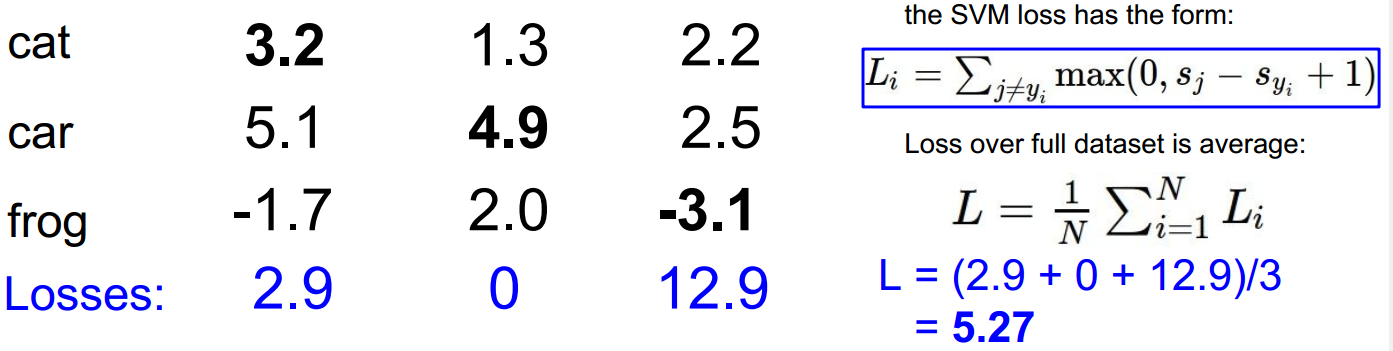 cat 3.2 1.3 2.2
car 5.1 4.9 2.5
frog -1.7 2.0 -3.1
Losses: 2.9 0 12.9
the SVM loss has the form:
L_i = ∑_{j≠y_i} max(0, s_j − s_{y_i} + 1)
Loss over full dataset is average:
L = \frac{1}{N} ∑_{i=1}^{N} L_i
L = (2.9 + 0 + 12.9)/3
= 5.27